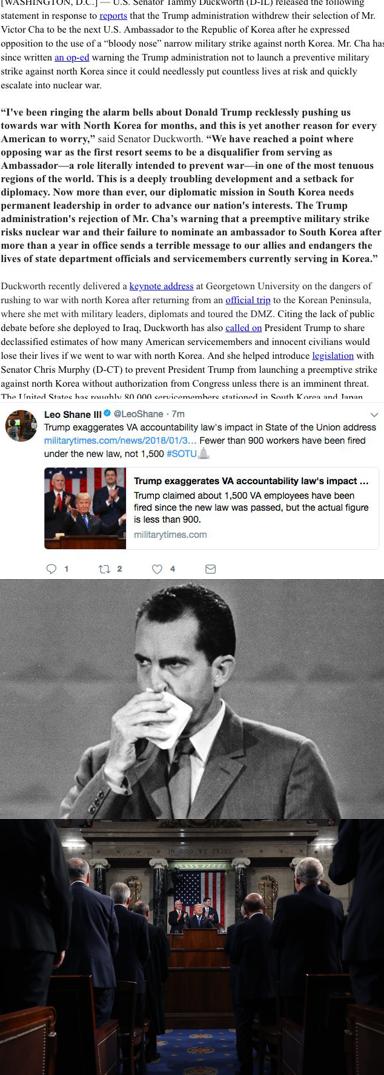 [WASHINGTON, D.C.] — U.S. Senator Tammy Duckworth (D-IL) released the following
statement in response to reports that the Trump administration withdrew their selection of Mr.
Victor Cha to be the next U.S. Ambassador to the Republic of Korea after he expressed
opposition to the use of a “bloody nose” narrow military strike against north Korea. Mr. Cha has
since written an op-ed warning the Trump administration not to launch a preventive military
strike against north Korea since it could needlessly put countless lives at risk and quickly
escalate into nuclear war.
“I've been ringing the alarm bells about Donald Trump recklessly pushing us
towards war with North Korea for months, and this is yet another reason for every
American to worry,” said Senator Duckworth. “We have reached a point where
opposing war as the first resort seems to be a disqualifier from serving as
Ambassador—a role literally intended to prevent war—in one of the most tenuous
regions of the world. This is a deeply troubling development and a setback for
diplomacy. Now more than ever, our diplomatic mission in South Korea needs
permanent leadership in order to advance our nation's interests. The Trump
administration's rejection of Mr. Cha's warning that a preemptive military strike
risks nuclear war and their failure to nominate an ambassador to South Korea after
more than a year in office sends a terrible message to our allies and endangers the
lives of state department officials and servicemembers currently serving in Korea.”
Duckworth recently delivered a keynote address at Georgetown University on the dangers of
rushing to war with north Korea after returning from an official trip to the Korean Peninsula,
where she met with military leaders, diplomats and toured the DMZ. Citing the lack of public
debate before she deployed to Iraq, Duckworth has also called on President Trump to share
declassified estimates of how many American servicemembers and innocent civilians would
lose their lives if we went to war with north Korea. And she helped introduce legislation with
Senator Chris Murphy (D-CT) to prevent President Trump from launching a preemptive strike
against north Korea without authorization from Congress unless there is an imminent threat.
The United States has roughly 80,000 servicemembers stationed in South Korea and Japan
Leo Shane III @LeoShane · 7m
Trump exaggerates VA accountability law's impact in State of the Union address
militarytimes.com/news/2018/01/3... Fewer than 900 workers have been fired
under the new law, not 1,500 #SOTU
Trump exaggerates VA accountability law's impact ...
Trump claimed about 1,500 VA employees have been
fired since the new law was passed, but the actual figure
is less than 900.
militarytimes.com
1 2 4